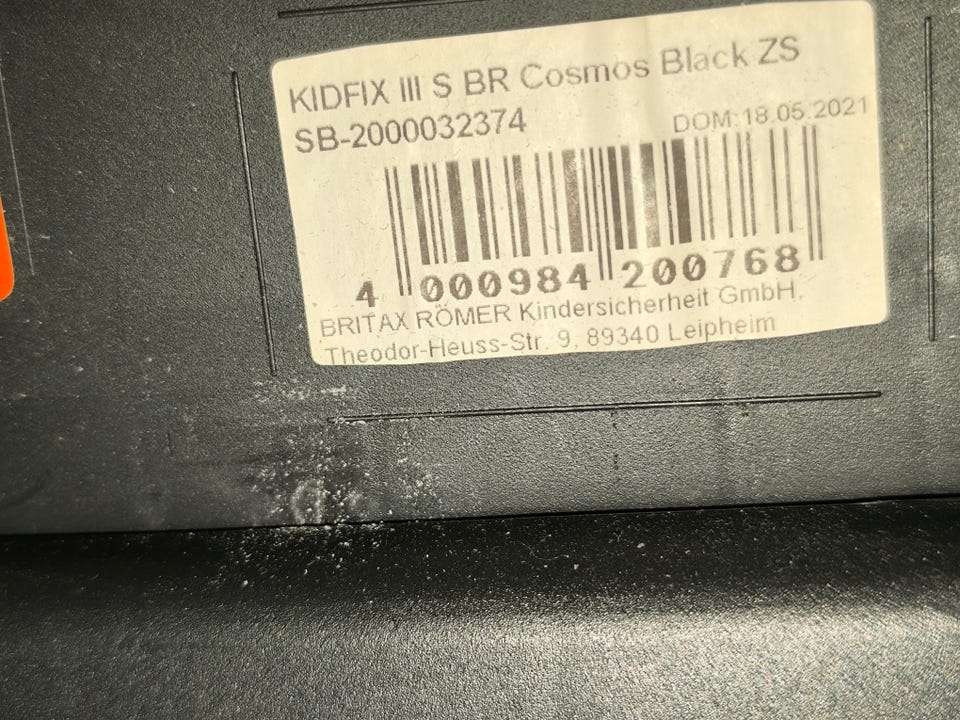 KIDFIX III S BR Cosmos Black ZS
SB-2000032374
DOM:18.05.2021
4 000984 200768
BRITAX RÖMER Kindersicherheit GmbH,
Theodor-Heuss-Str. 9, 89340 Leipheim